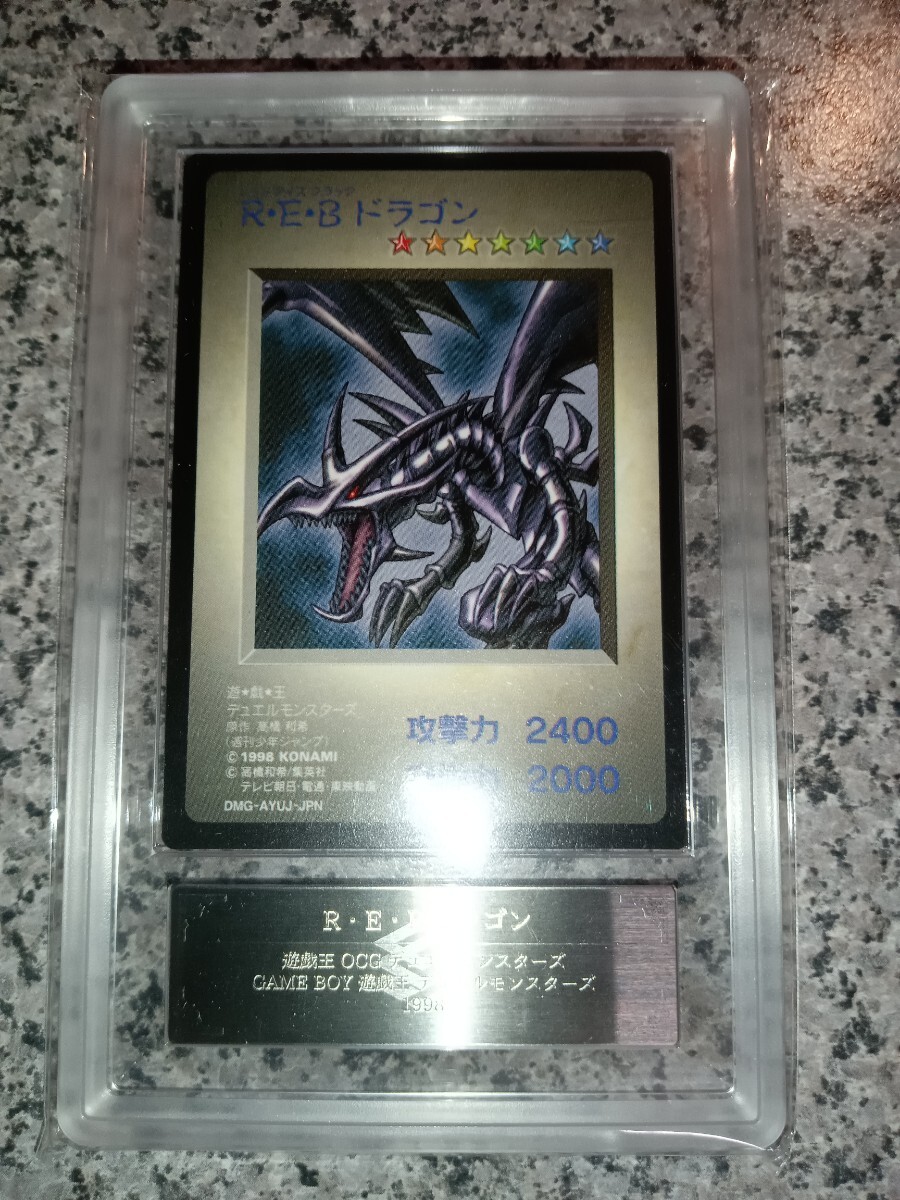 R・E・B ドラゴン
遊★戯★王
デュエルモンスターズ
原作 高橋 和希
(週刊少年ジャンプ)
攻撃力 2400
© 1998 KONAMI
© 高橋和希/集英社
2000
テレビ朝日・電通・東映動画
DMG-AYUJ-JPN
R・E・ ゴン
遊戯王 OCG デュ ンスターズ
GAME BOY 遊戯王 ルモンスターズ
1998